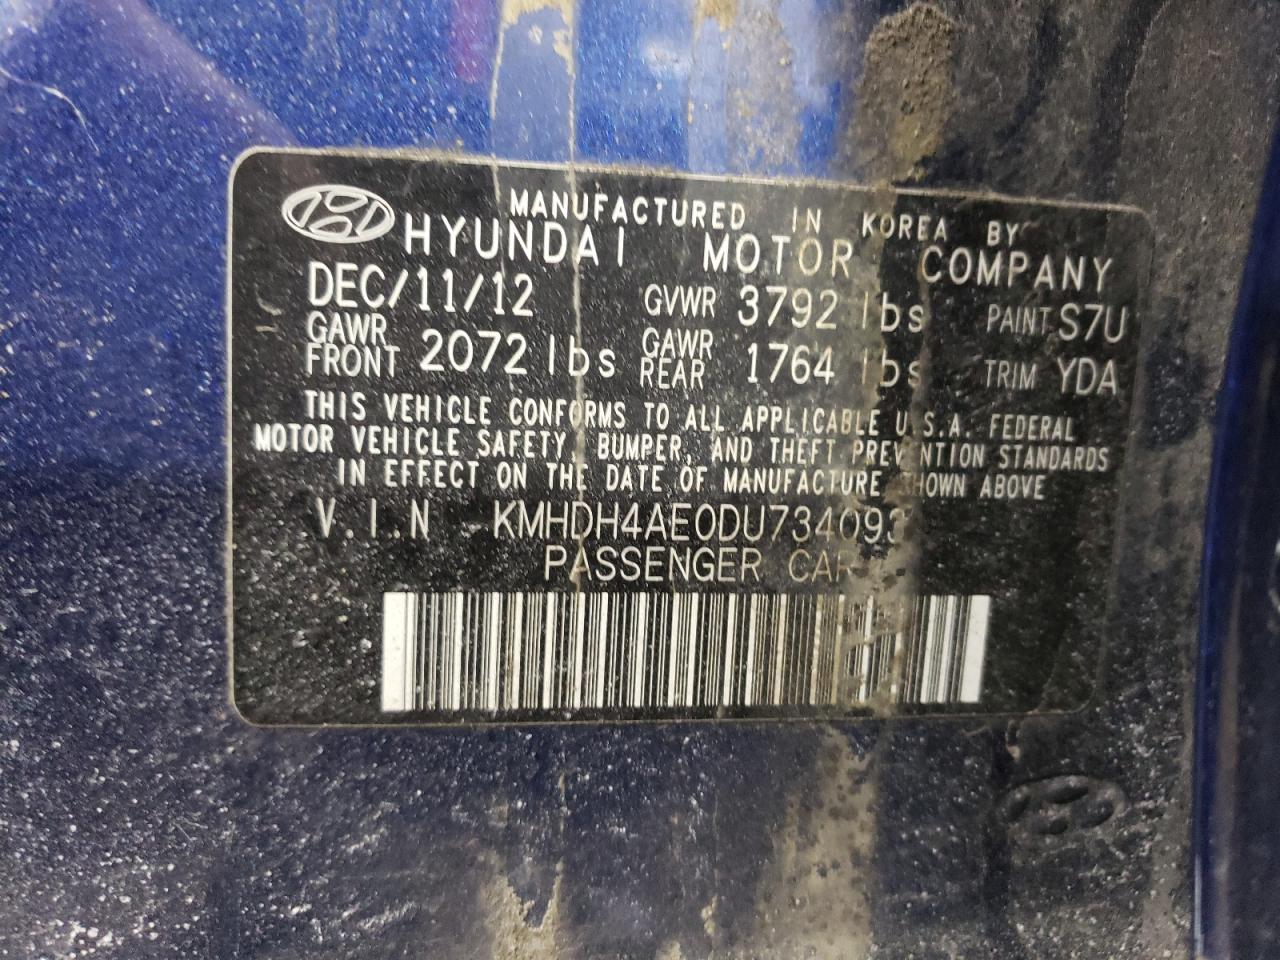 MANUFACTURED IN KOREA BY
HYUNDAI MOTOR COMPANY
DEC/11/12 GVWR 3792 lbs PAINT S7U
GAWR FRONT 2072 lbs GAWR REAR 1764 lbs TRIM YDA
THIS VEHICLE CONFORMS TO ALL APPLICABLE U.S.A. FEDERAL
MOTOR VEHICLE SAFETY, BUMPER, AND THEFT PREVENTION STANDARDS
IN EFFECT ON THE DATE OF MANUFACTURE SHOWN ABOVE
V.I.N KMHDH4AE0DU734093
PASSENGER CAR